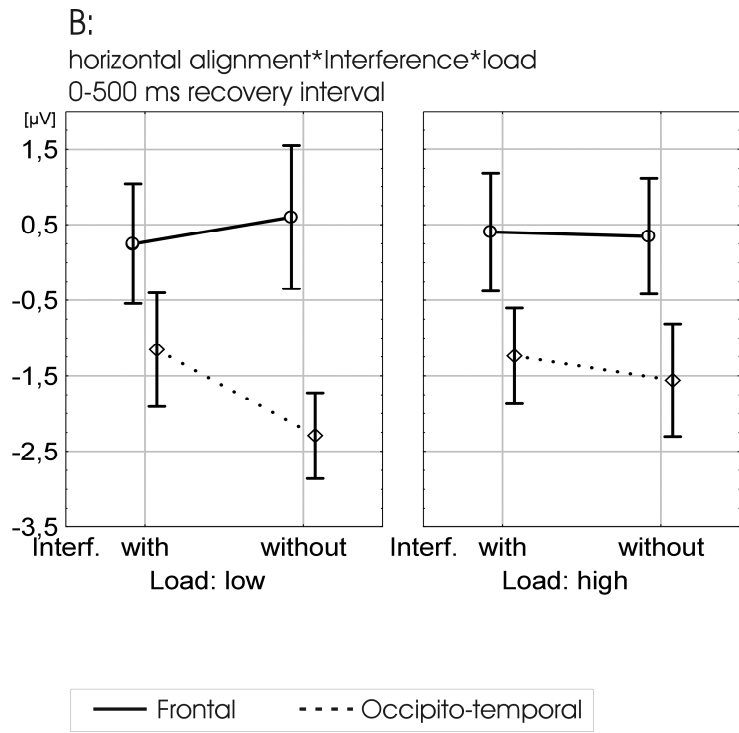 B:
horizontal alignment*Interference*load
0-500 ms recovery interval
[µV]
1,5
0,5
-0,5
-1,5
-2,5
-3,5
Interf. with without Interf. with without
Load: low Load: high
Frontal Occipito-temporal